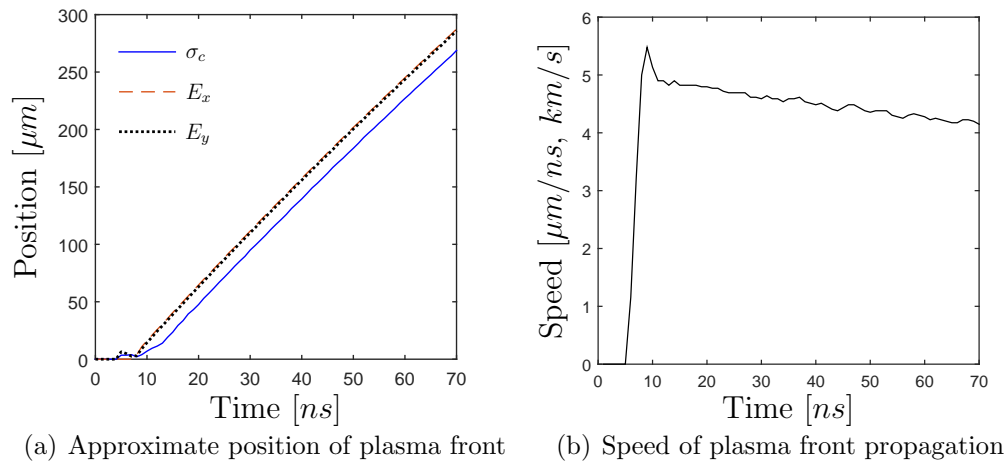 300
250
200
150
100
50
0
Position [μm]
σc
Ex
Ey
0 10 20 30 40 50 60 70
Time [ns]
(a) Approximate position of plasma front
6
5
4
3
2
1
0
Speed [μm/ns, km/s]
0 10 20 30 40 50 60 70
Time [ns]
(b) Speed of plasma front propagation